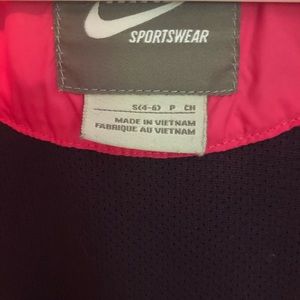 SPORTSWEAR
S(4-6) P CH
MADE IN VIETNAM
FABRIQUE AU VIETNAM